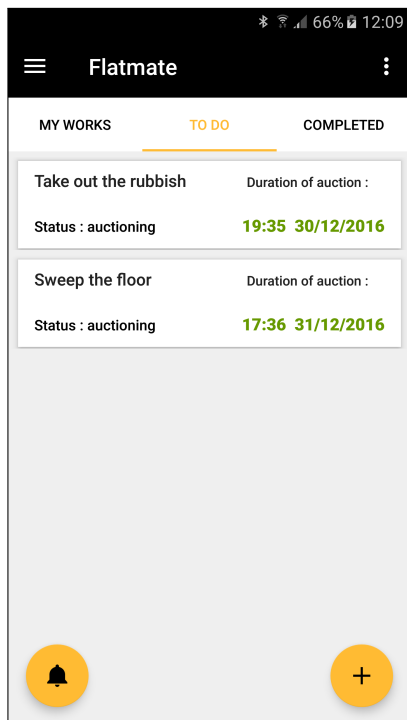 66% 12:09
Flatmate
MY WORKS TO DO COMPLETED
Take out the rubbish Duration of auction :
Status : auctioning 19:35 30/12/2016
Sweep the floor Duration of auction :
Status : auctioning 17:36 31/12/2016